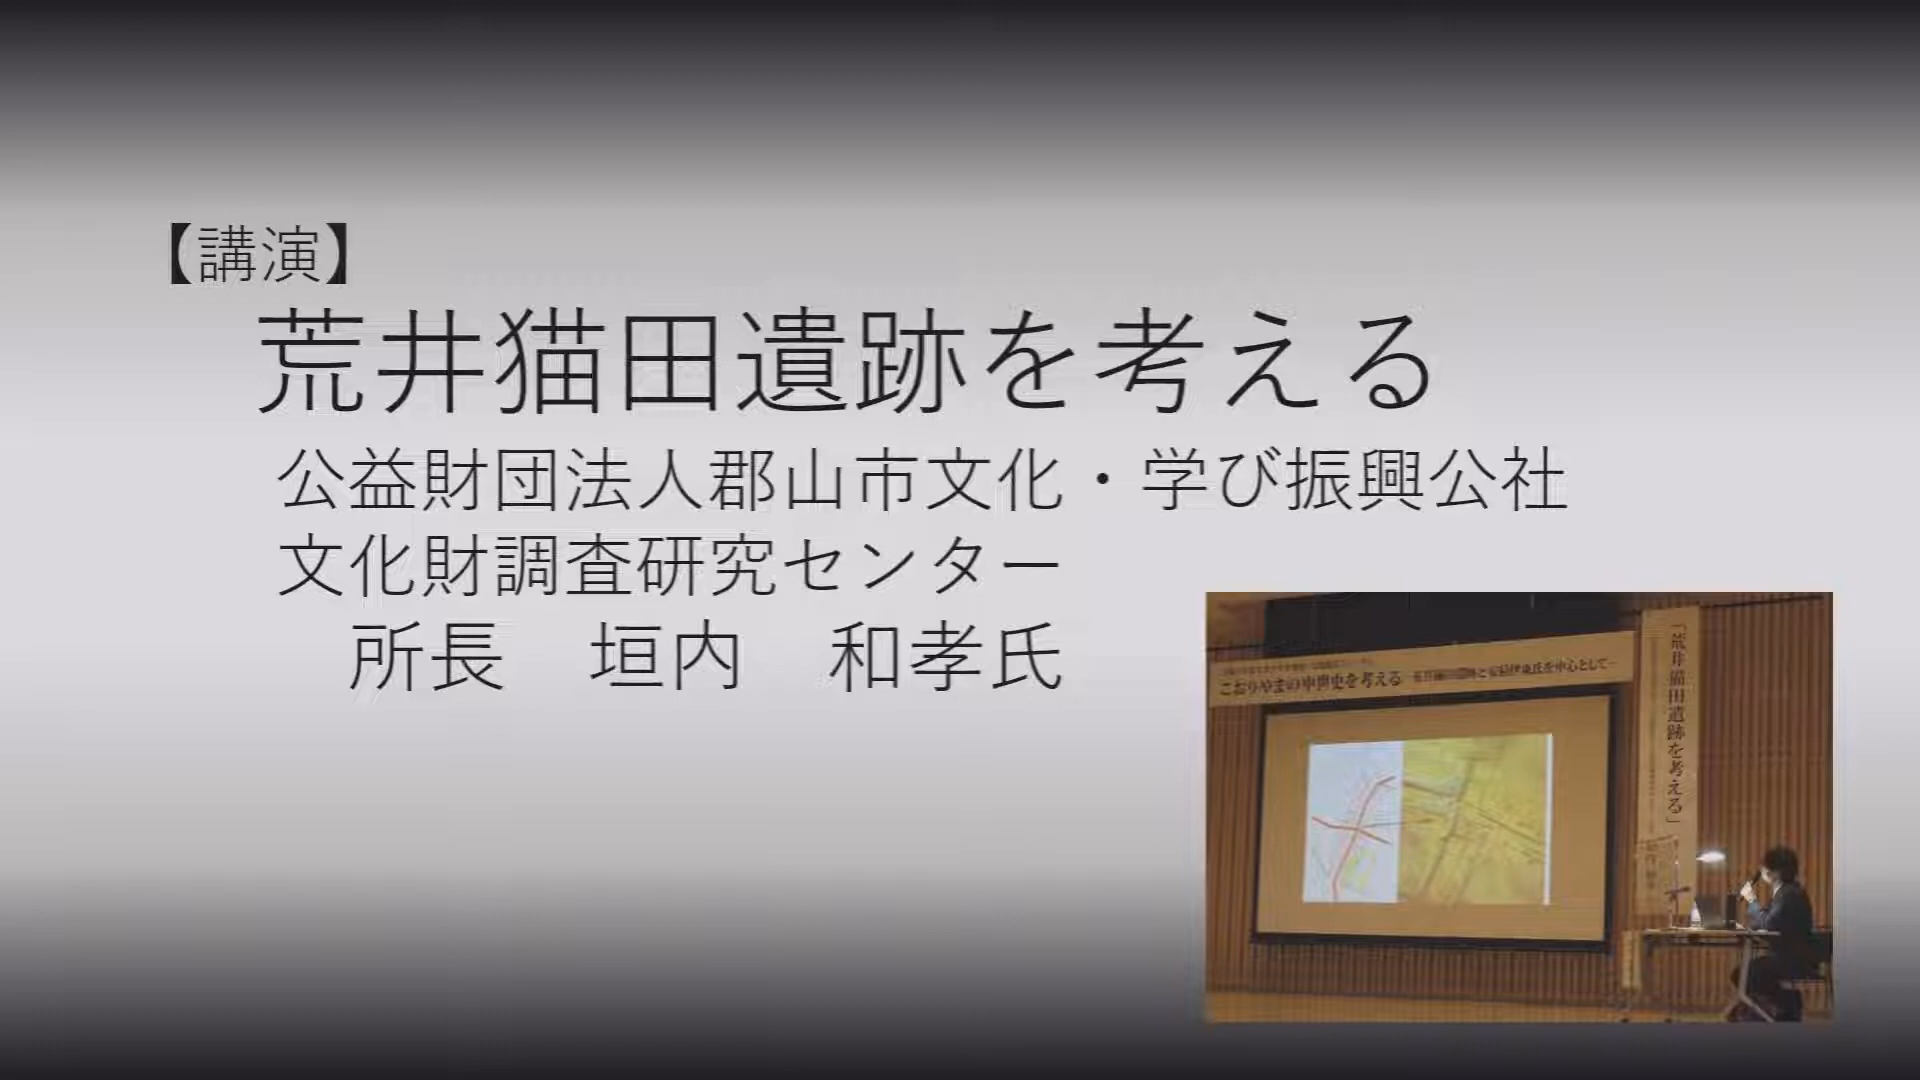 【講演】
荒井猫田遺跡を考える
公益財団法人郡山市文化・学び振興公社
文化財調査研究センター
所長　垣内　和孝氏
こおりやまの中世史を考える
「荒井猫田遺跡を考える」